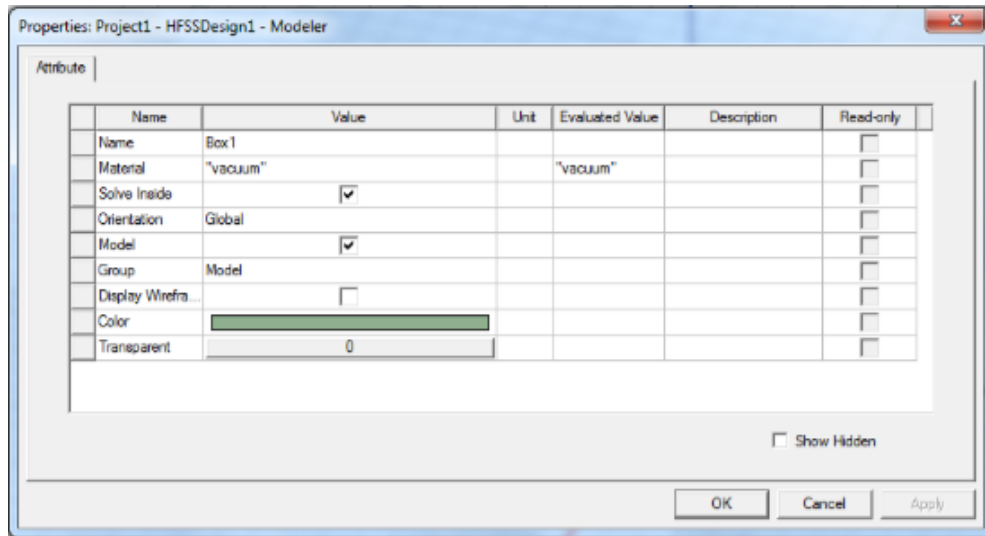 Properties: Project1 - HFSSDesign1 - Modeler
Attribute
Name Value Unit Evaluated Value Description Read-only
Name Box1
Material "vacuum" "vacuum"
Solve Inside
Orientation Global
Model
Group Model
Display Wirefra...
Color
Transparent 0
Show Hidden
OK Cancel Apply